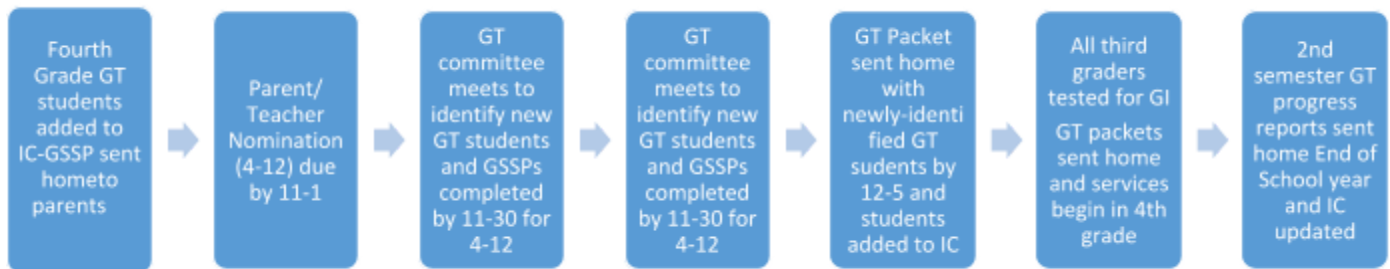 Fourth
Grade GT
students
added to
IC-GSSP sent
hometo
parents
Parent/
Teacher
Nomination
(4-12) due
by 11-1
GT
committee
meets to
identify new
GT students
and GSSPs
completed
by 11-30 for
4-12
GT
committee
meets to
identify new
GT students
and GSSPs
completed
by 11-30 for
4-12
GT Packet
sent home
with
newly-identi
fied GT
sudents by
12-5 and
students
added to IC
All third
graders
tested for GI
GT packets
sent home
and services
begin in 4th
grade
2nd
semester GT
progress
reports sent
home End of
School year
and IC
updated